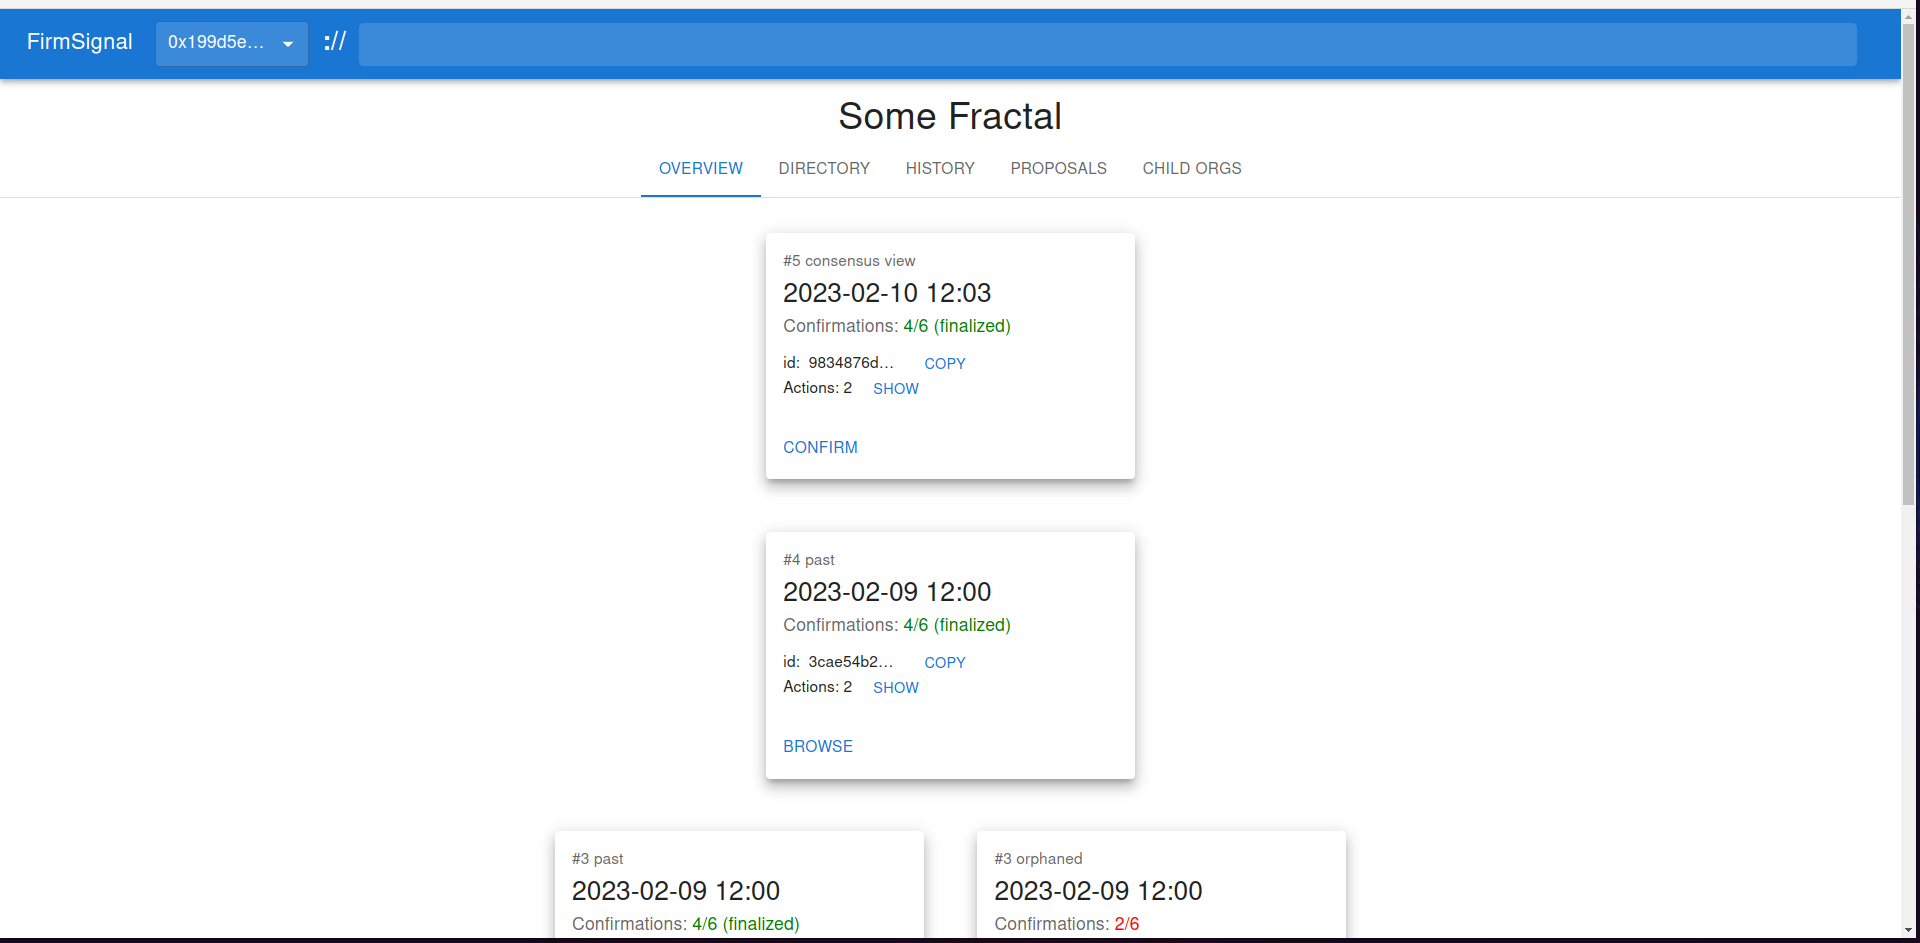 FirmSignal 0x199d5e... ://
Some Fractal
OVERVIEW DIRECTORY HISTORY PROPOSALS CHILD ORGS
#5 consensus view
2023-02-10 12:03
Confirmations: 4/6 (finalized)
id: 9834876d... COPY
Actions: 2 SHOW
CONFIRM
#4 past
2023-02-09 12:00
Confirmations: 4/6 (finalized)
id: 3cae54b2... COPY
Actions: 2 SHOW
BROWSE
#3 past
2023-02-09 12:00
Confirmations: 4/6 (finalized)
#3 orphaned
2023-02-09 12:00
Confirmations: 2/6